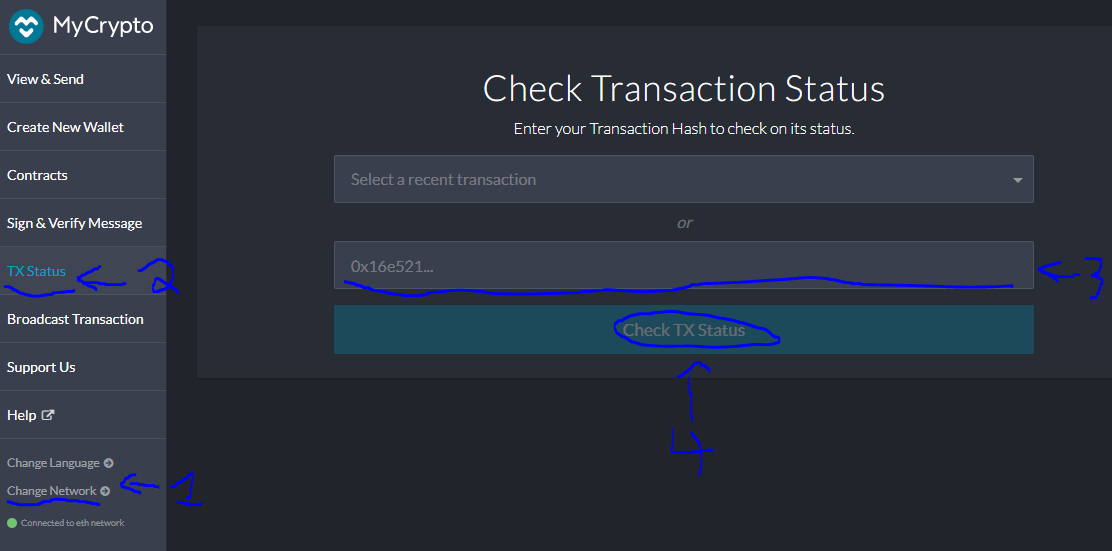 MyCrypto
View & Send
Create New Wallet
Contracts
Sign & Verify Message
TX Status
2
Broadcast Transaction
Support Us
Help
Change Language
Change Network
1
Connected to eth network
Check Transaction Status
Enter your Transaction Hash to check on its status.
Select a recent transaction
or
0x16e521...
3
Check TX Status
4